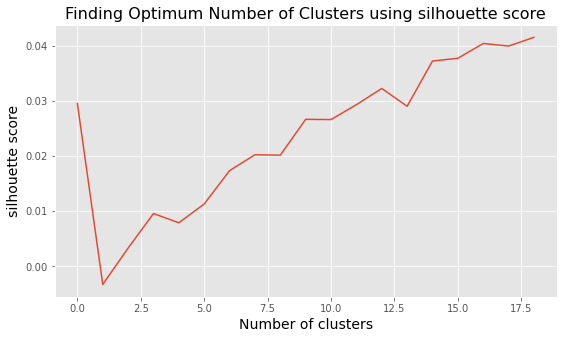 Finding Optimum Number of Clusters using silhouette score
silhouette score
0.04
0.03
0.02
0.01
0.00
0.0 2.5 5.0 7.5 10.0 12.5 15.0 17.5
Number of clusters